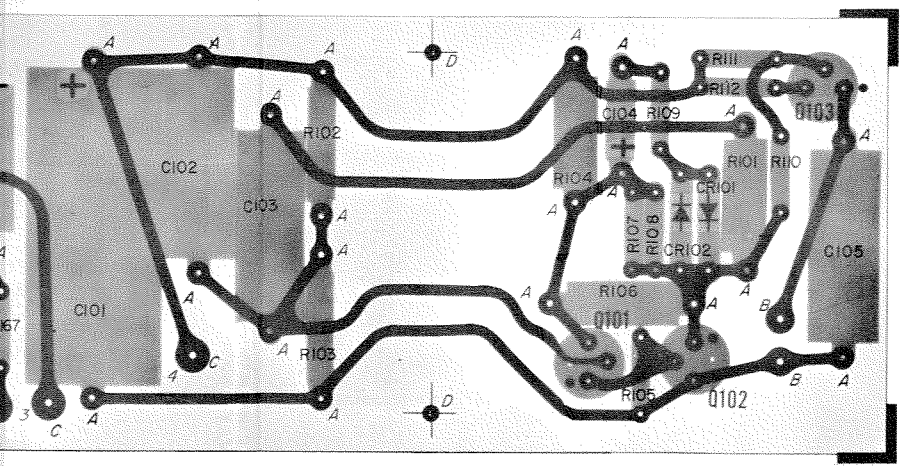 A A A A A R111
D
R112
+ A C104 R109 A Q103
R102 A
C102 + R101 R110
R104 CR101
C103 A A A
R107 R108
A CR102 C105
A A
R106 A A B
C101 Q101
167 A R103
4 C R105 B A
3 C A A D Q102